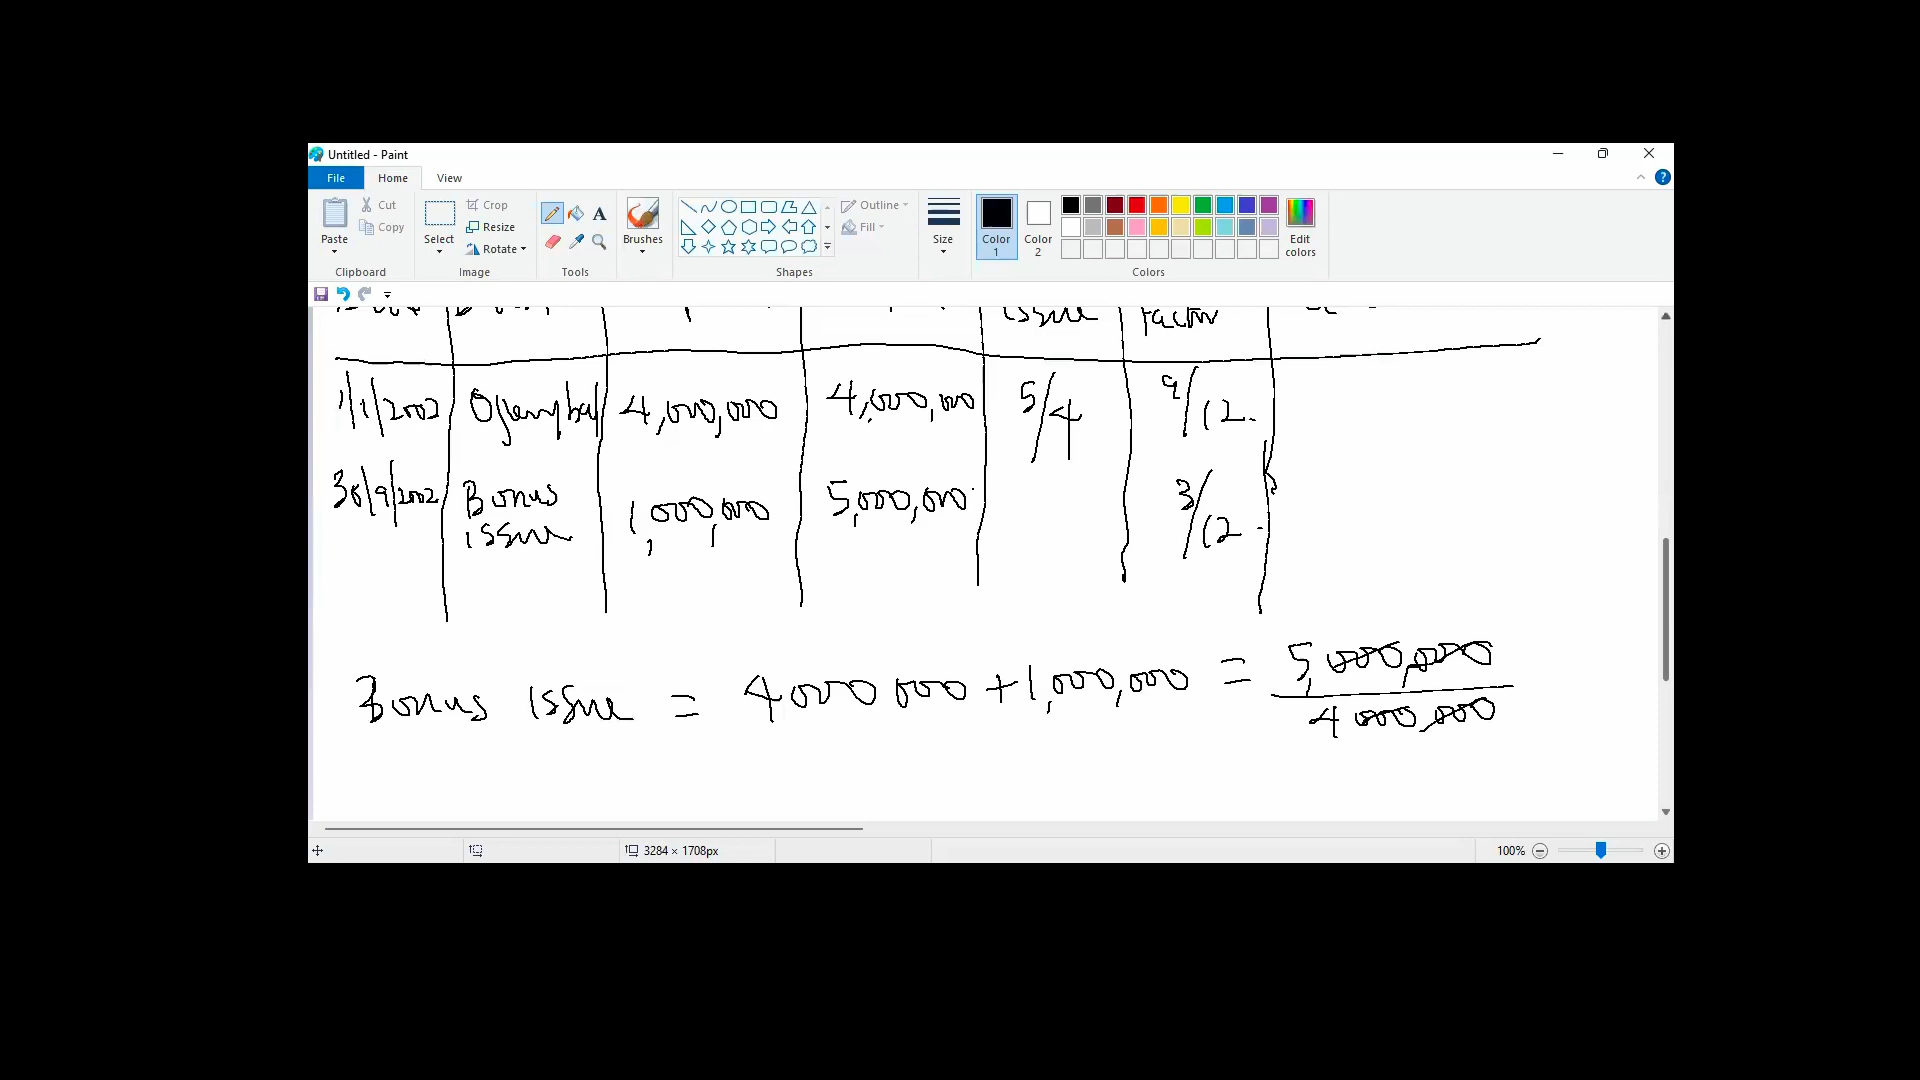 Untitled - Paint
File Home View
Paste Cut Copy Select Crop Resize Rotate Brushes Outline Fill Size Color 1 Color 2 Edit colors
Clipboard Image Tools Shapes Colors
issue factor
1/1/2002 4,000,000 4,000,000 5/4 9/12
30/9/2002 Bonus issue 1,000,000 5,000,000 3/12
Bonus issue = 4000 000 + 1,000,000 = 5,000,000 / 4 000,000
3284 × 1708px 100%